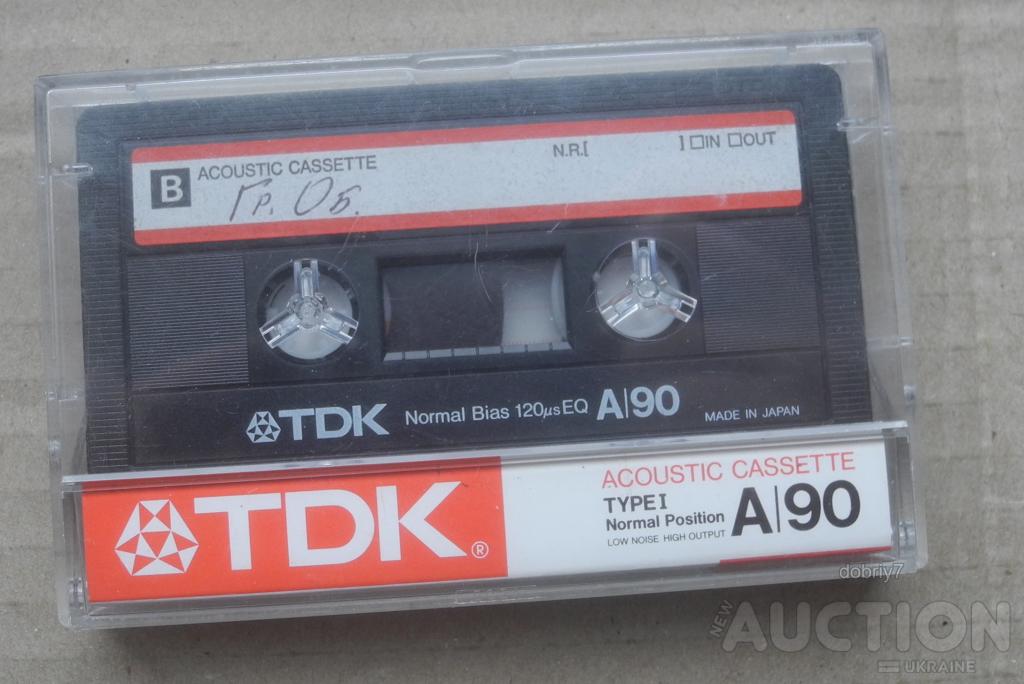 B ACOUSTIC CASSETTE N.R.[ ] □IN □OUT
Гр. Об.
TDK Normal Bias 120μs EQ A|90 MADE IN JAPAN
TDK®
ACOUSTIC CASSETTE
TYPE I
Normal Position A|90
LOW NOISE HIGH OUTPUT
dobriy7
NEW AUCTION
UKRAINE